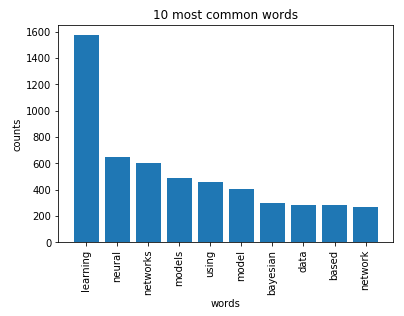 10 most common words
1600
1400
1200
1000
800
600
400
200
0
counts
learning
neural
networks
models
using
model
bayesian
data
based
network
words